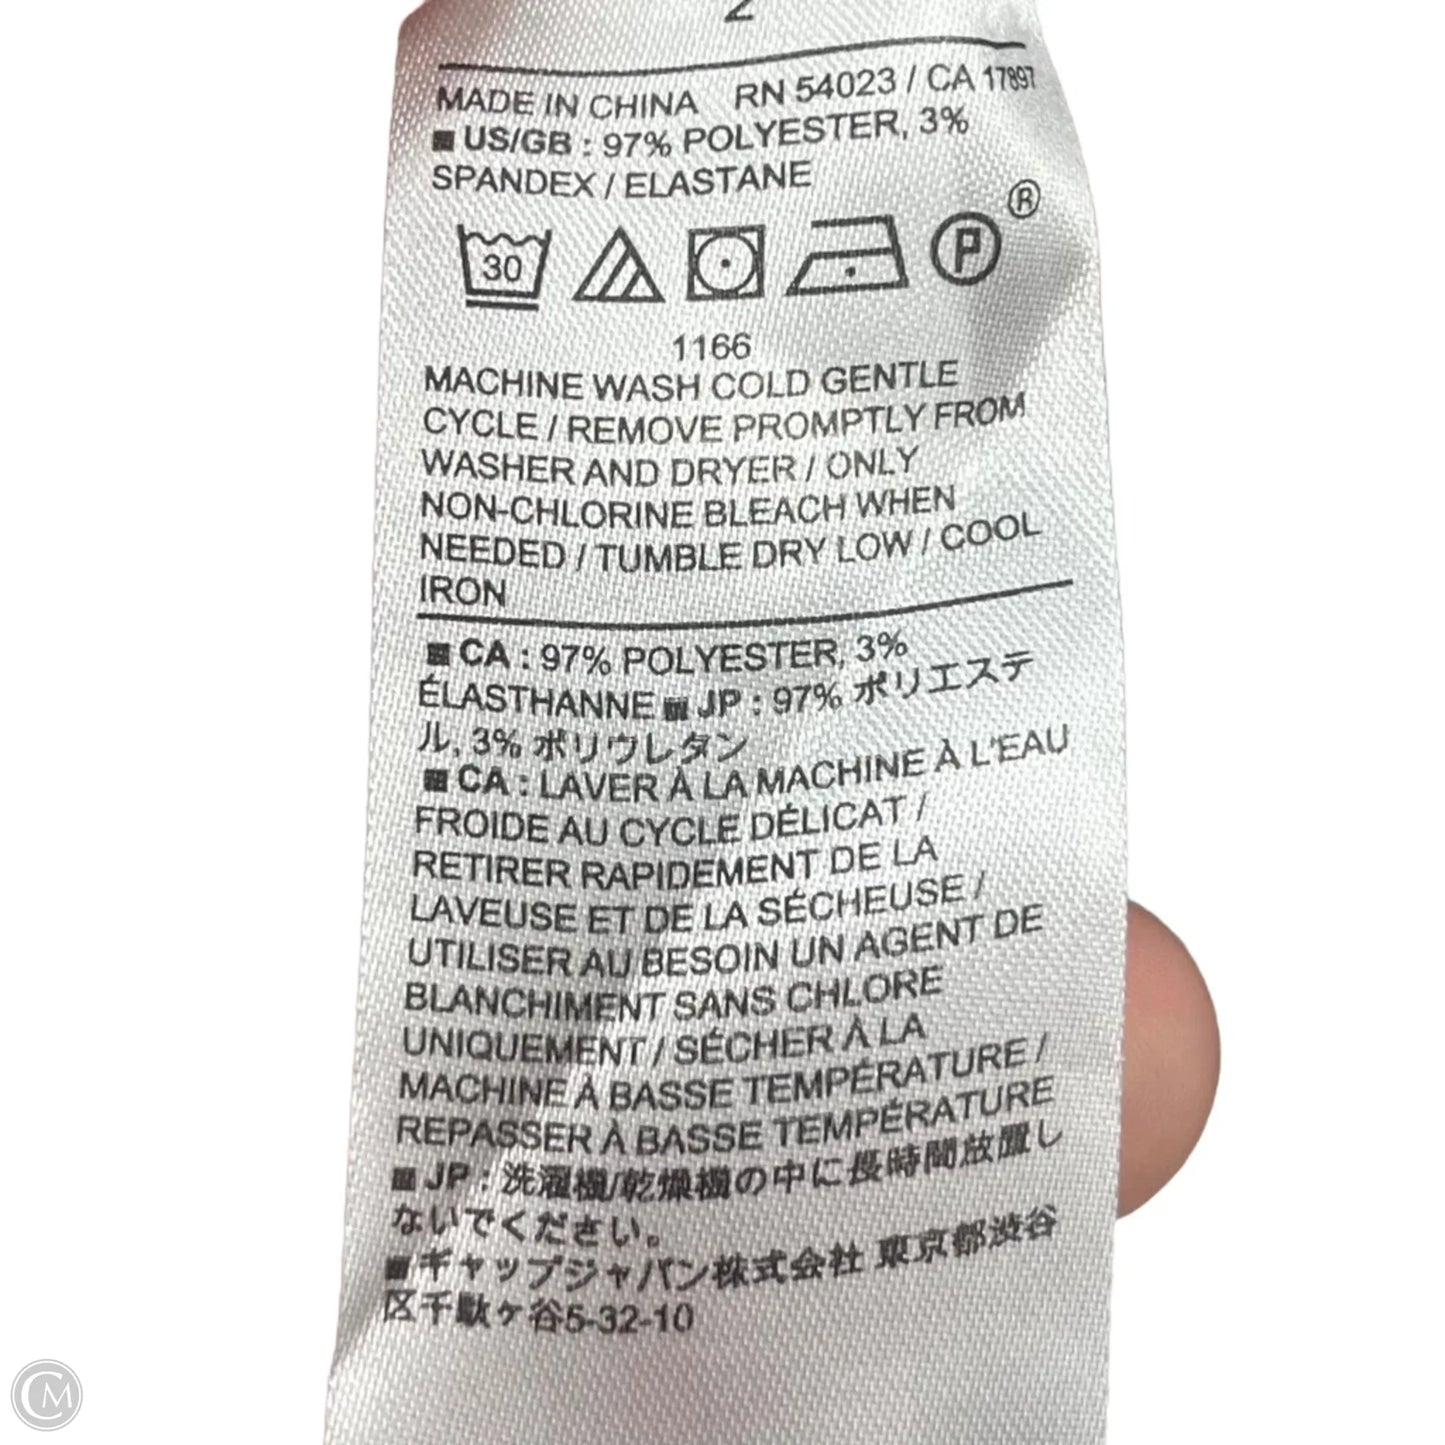 2
MADE IN CHINA RN 54023 / CA 17897
■ US/GB : 97% POLYESTER, 3%
SPANDEX / ELASTANE
30 P ®
1166
MACHINE WASH COLD GENTLE
CYCLE / REMOVE PROMPTLY FROM
WASHER AND DRYER / ONLY
NON-CHLORINE BLEACH WHEN
NEEDED / TUMBLE DRY LOW / COOL
IRON
■ CA : 97% POLYESTER, 3%
ÉLASTHANNE ■ JP : 97% ポリエステ
ル, 3% ポリウレタン
■ CA : LAVER À LA MACHINE À L'EAU
FROIDE AU CYCLE DÉLICAT /
RETIRER RAPIDEMENT DE LA
LAVEUSE ET DE LA SÉCHEUSE /
UTILISER AU BESOIN UN AGENT DE
BLANCHIMENT SANS CHLORE
UNIQUEMENT / SÉCHER À LA
MACHINE À BASSE TEMPÉRATURE /
REPASSER À BASSE TEMPÉRATURE
■ JP : 洗濯機/乾燥機の中に長時間放置し
ないでください。
■ギャップジャパン株式会社 東京都渋谷
区千駄ヶ谷5-32-10
CM